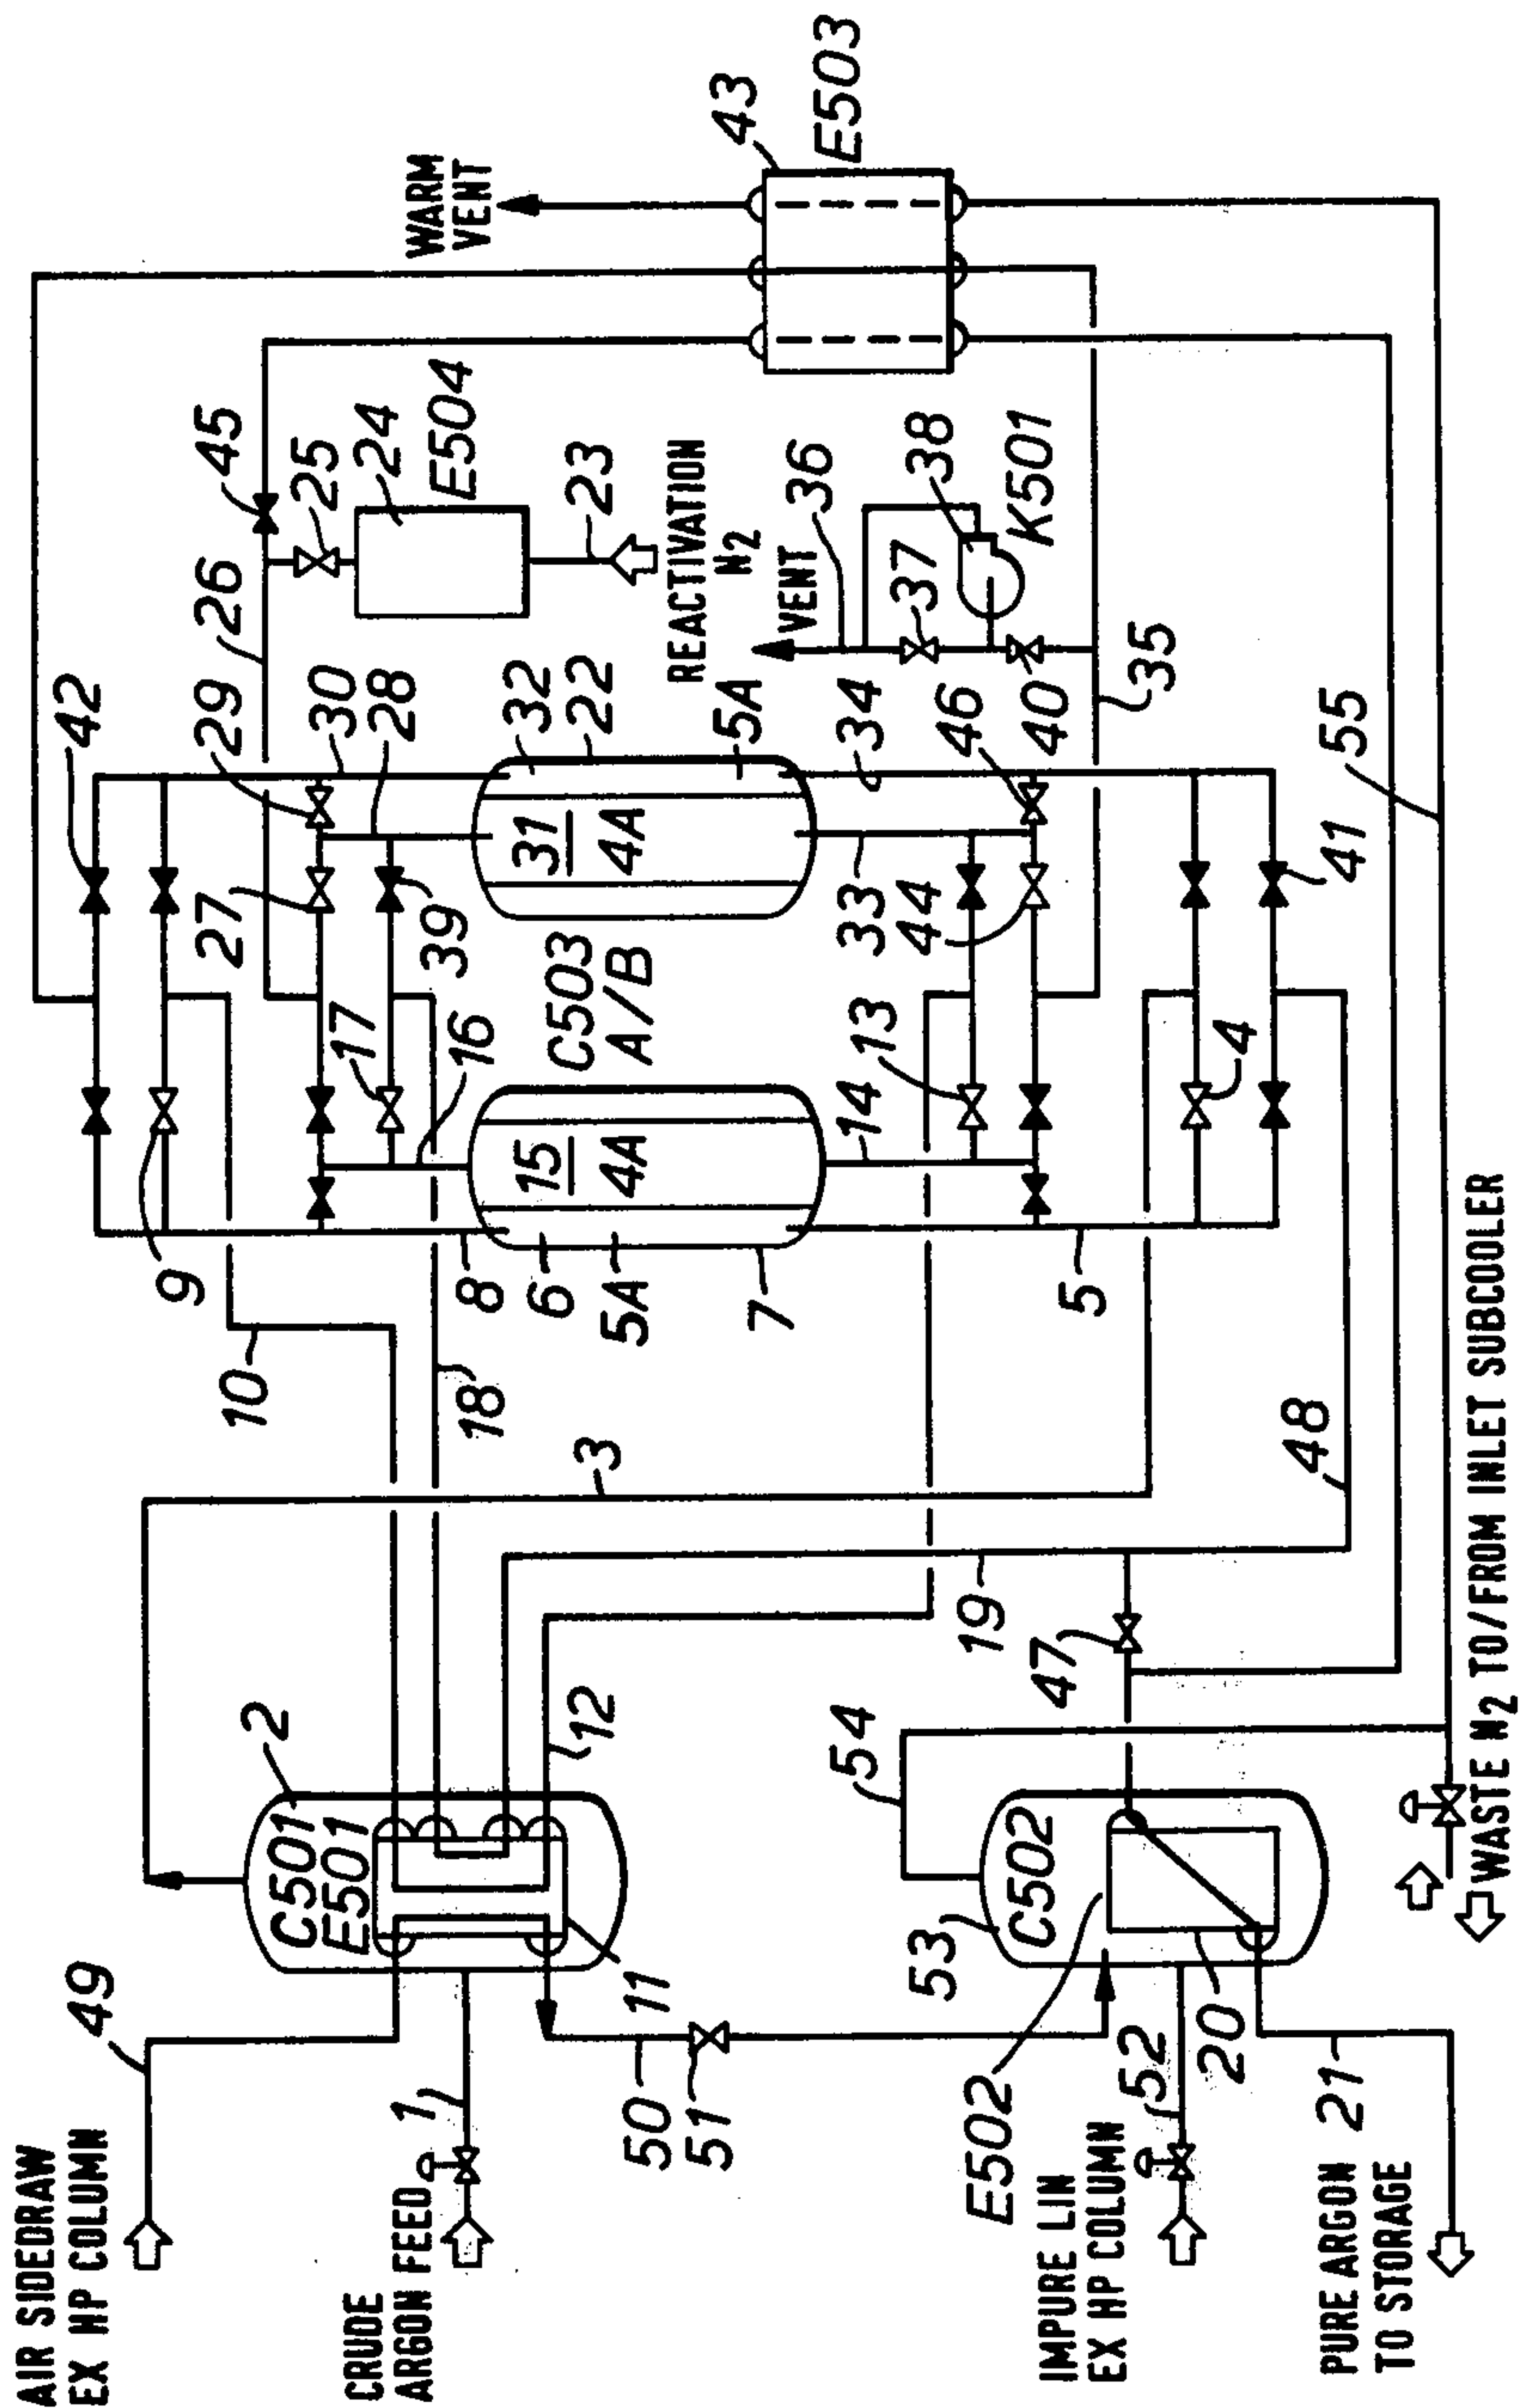 AIR SIDEDRAW
EX HP COLUMN
49
CRUDE
ARGON FEED
1
2
C501
E501
11
12
50
51
IMPURE LIN
EX HP COLUMN
52
E502
53
C502
54
20
21
PURE ARGON
TO STORAGE
WASTE N2 TO/FROM INLET SUBCOOLER
47
19
3
48
10
18
9
8
6
5A
7
5
15
4A
14
13
4
16
17
C503
A/B
42
27
39
29
30
28
26
31
4A
32
22
5A
33
44
34
46
40
41
35
55
45
25
24
E504
23
REACTIVATION
N2
VENT
36
37
38
K501
WARM
VENT
43
E503